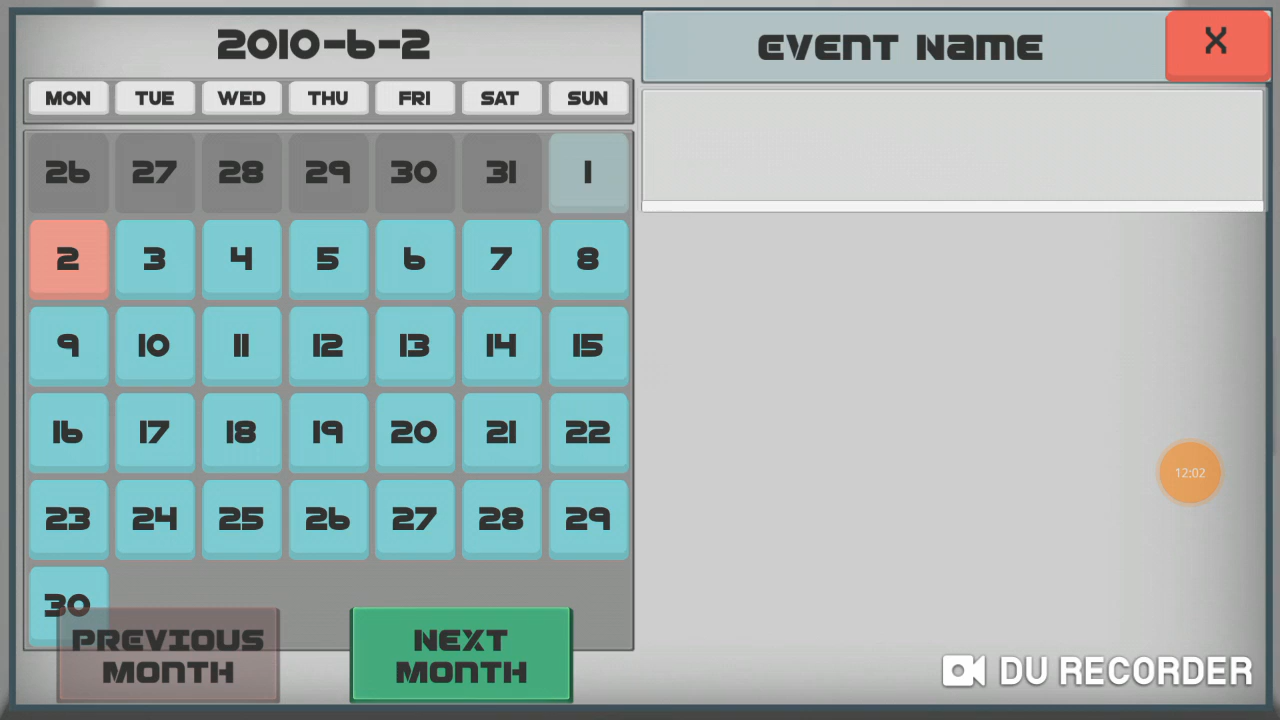 2010-6-2
EVENT NAME
X
MON TUE WED THU FRI SAT SUN
26 27 28 29 30 31 1
2 3 4 5 6 7 8
9 10 11 12 13 14 15
16 17 18 19 20 21 22
12:02
23 24 25 26 27 28 29
30
PREVIOUS
MONTH
NEXT
MONTH
DU RECORDER